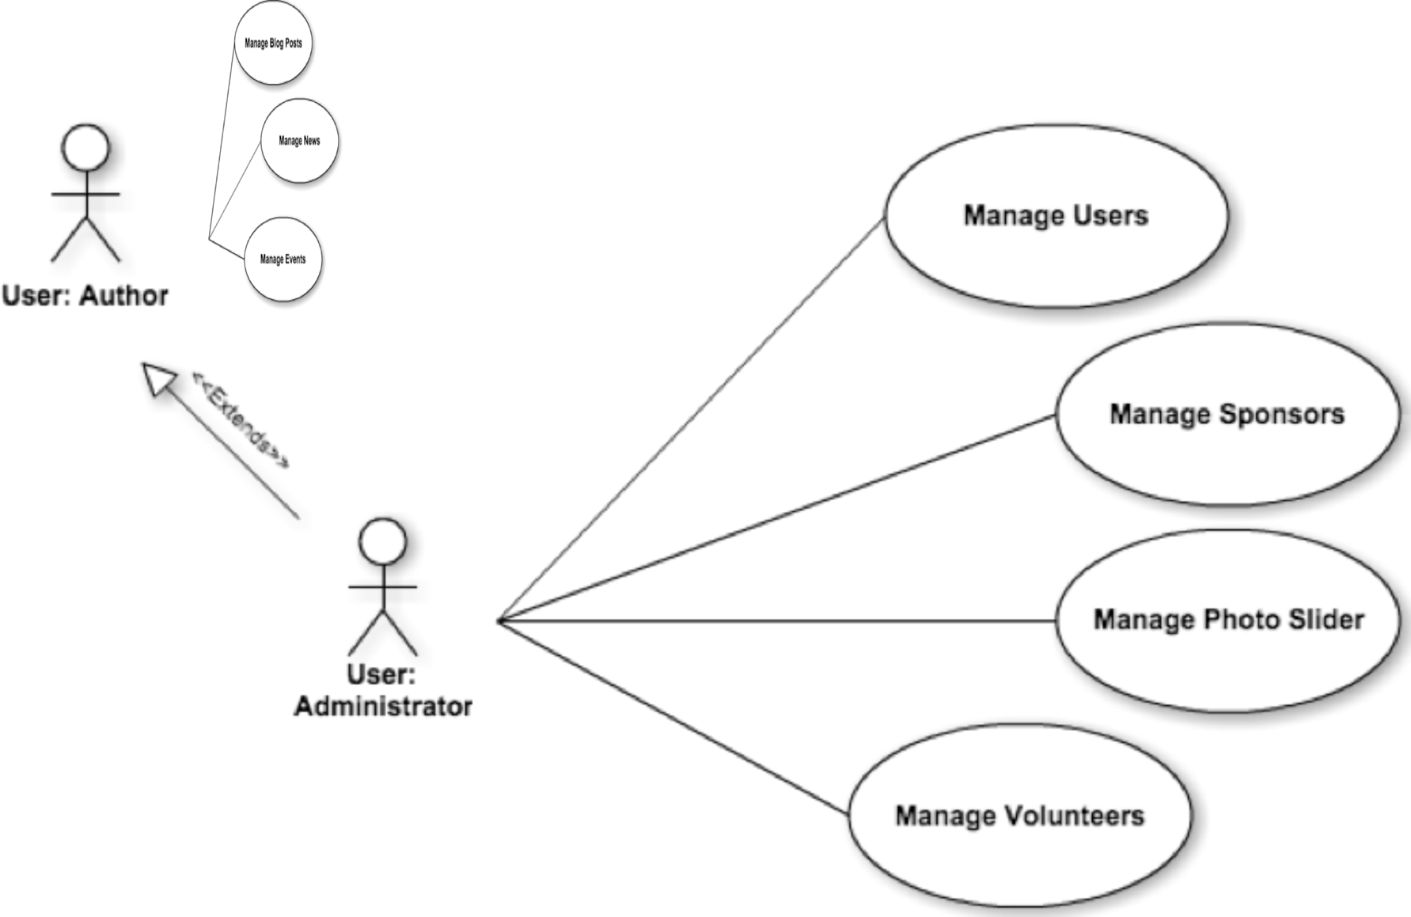 Manage Blog Posts
Manage News
Manage Events
User: Author
<<Extends>>
User:
Administrator
Manage Users
Manage Sponsors
Manage Photo Slider
Manage Volunteers